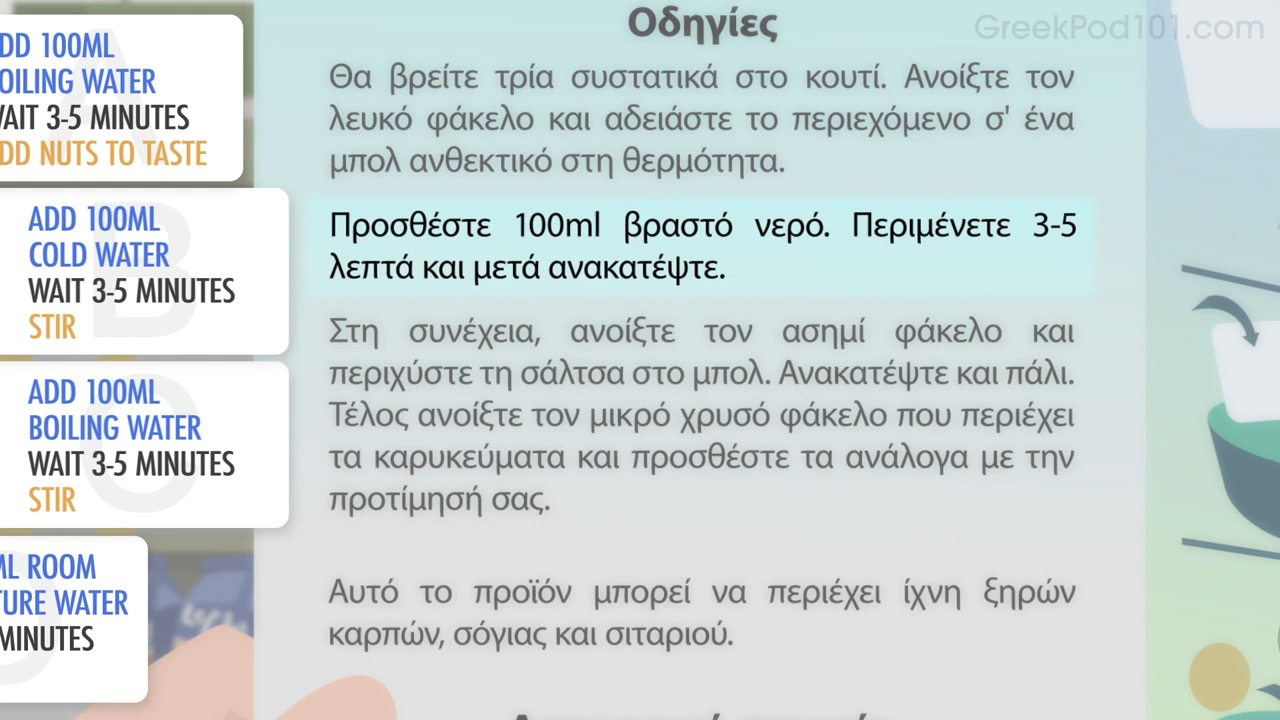 Οδηγίες
GreekPod101.com
Θα βρείτε τρία συστατικά στο κουτί. Ανοίξτε τον
λευκό φάκελο και αδειάστε το περιεχόμενο σ' ένα
μπολ ανθεκτικό στη θερμότητα.
Προσθέστε 100ml βραστό νερό. Περιμένετε 3-5
λεπτά και μετά ανακατέψτε.
Στη συνέχεια, ανοίξτε τον ασημί φάκελο και
περιχύστε τη σάλτσα στο μπολ. Ανακατέψτε και πάλι.
Τέλος ανοίξτε τον μικρό χρυσό φάκελο που περιέχει
τα καρυκεύματα και προσθέστε τα ανάλογα με την
προτίμησή σας.
Αυτό το προϊόν μπορεί να περιέχει ίχνη ξηρών
καρπών, σόγιας και σιταριού.
DD 100ML
OILING WATER
WAIT 3-5 MINUTES
DD NUTS TO TASTE
A
ADD 100ML
COLD WATER
WAIT 3-5 MINUTES
STIR
B
ADD 100ML
BOILING WATER
WAIT 3-5 MINUTES
STIR
C
ML ROOM
TURE WATER
MINUTES
D